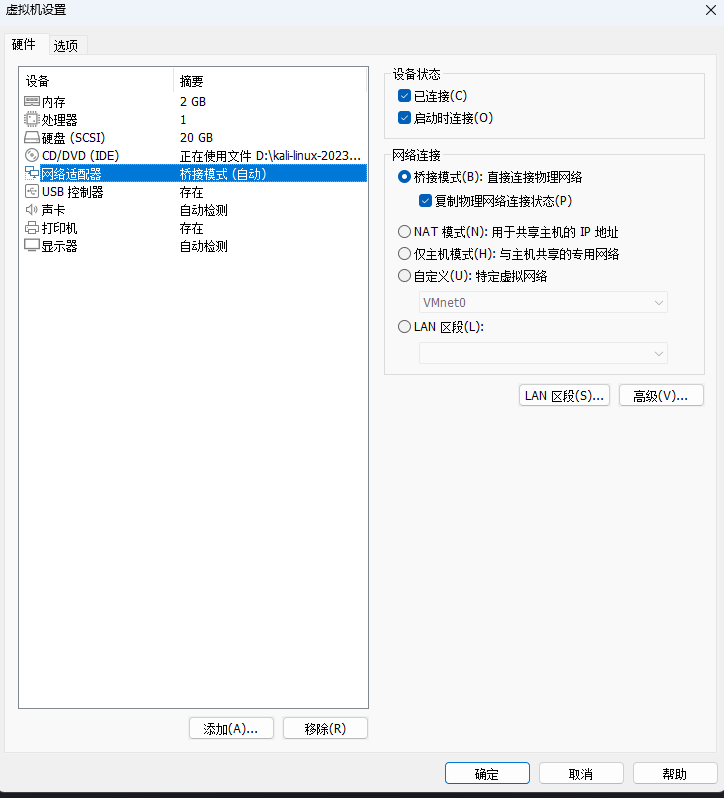 虚拟机设置
硬件 选项
设备 摘要
内存 2 GB
处理器 1
硬盘 (SCSI) 20 GB
CD/DVD (IDE) 正在使用文件 D:\kali-linux-2023...
网络适配器 桥接模式 (自动)
USB 控制器 存在
声卡 自动检测
打印机 存在
显示器 自动检测
添加(A)... 移除(R)
设备状态
已连接(C)
启动时连接(O)
网络连接
桥接模式(B): 直接连接物理网络
复制物理网络连接状态(P)
NAT 模式(N): 用于共享主机的 IP 地址
仅主机模式(H): 与主机共享的专用网络
自定义(U): 特定虚拟网络
VMnet0
LAN 区段(L):
LAN 区段(S)... 高级(V)...
确定 取消 帮助